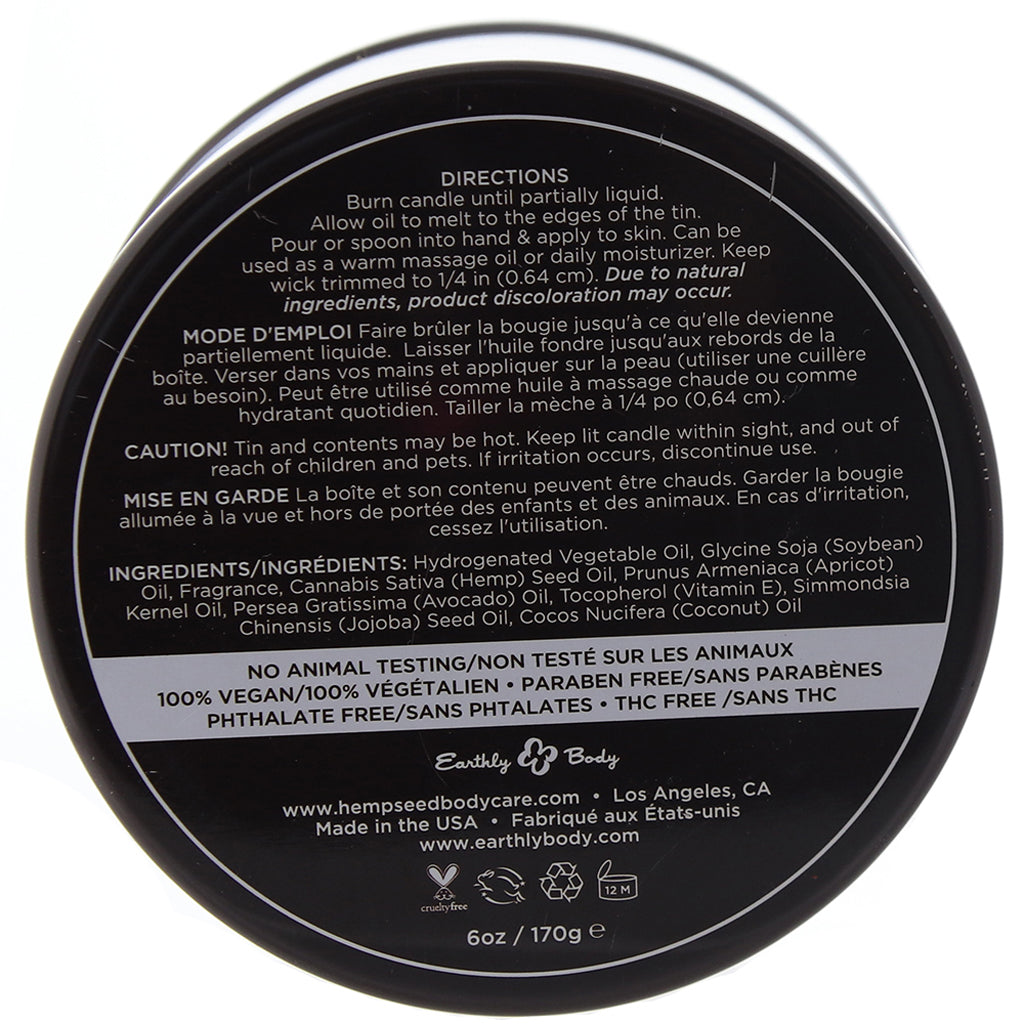 DIRECTIONS
Burn candle until partially liquid.
Allow oil to melt to the edges of the tin.
Pour or spoon into hand & apply to skin. Can be
used as a warm massage oil or daily moisturizer. Keep
wick trimmed to 1/4 in (0.64 cm). Due to natural
ingredients, product discoloration may occur.
MODE D'EMPLOI Faire brûler la bougie jusqu'à ce qu'elle devienne
partiellement liquide. Laisser l'huile fondre jusqu'aux rebords de la
boîte. Verser dans vos mains et appliquer sur la peau (utiliser une cuillère
au besoin). Peut être utilisé comme huile à massage chaude ou comme
hydratant quotidien. Tailler la mèche à 1/4 po (0,64 cm).
CAUTION! Tin and contents may be hot. Keep lit candle within sight, and out of
reach of children and pets. If irritation occurs, discontinue use.
MISE EN GARDE La boîte et son contenu peuvent être chauds. Garder la bougie
allumée à la vue et hors de portée des enfants et des animaux. En cas d'irritation,
cessez l'utilisation.
INGREDIENTS/INGRÉDIENTS: Hydrogenated Vegetable Oil, Glycine Soja (Soybean)
Oil, Fragrance, Cannabis Sativa (Hemp) Seed Oil, Prunus Armeniaca (Apricot)
Kernel Oil, Persea Gratissima (Avocado) Oil, Tocopherol (Vitamin E), Simmondsia
Chinensis (Jojoba) Seed Oil, Cocos Nucifera (Coconut) Oil
NO ANIMAL TESTING/NON TESTÉ SUR LES ANIMAUX
100% VEGAN/100% VÉGÉTALIEN • PARABEN FREE/SANS PARABÈNES
PHTHALATE FREE/SANS PHTALATES • THC FREE /SANS THC
Earthly Body
www.hempseedbodycare.com • Los Angeles, CA
Made in the USA • Fabriqué aux États-unis
www.earthlybody.com
crueltyfree
12 M
6oz / 170g e